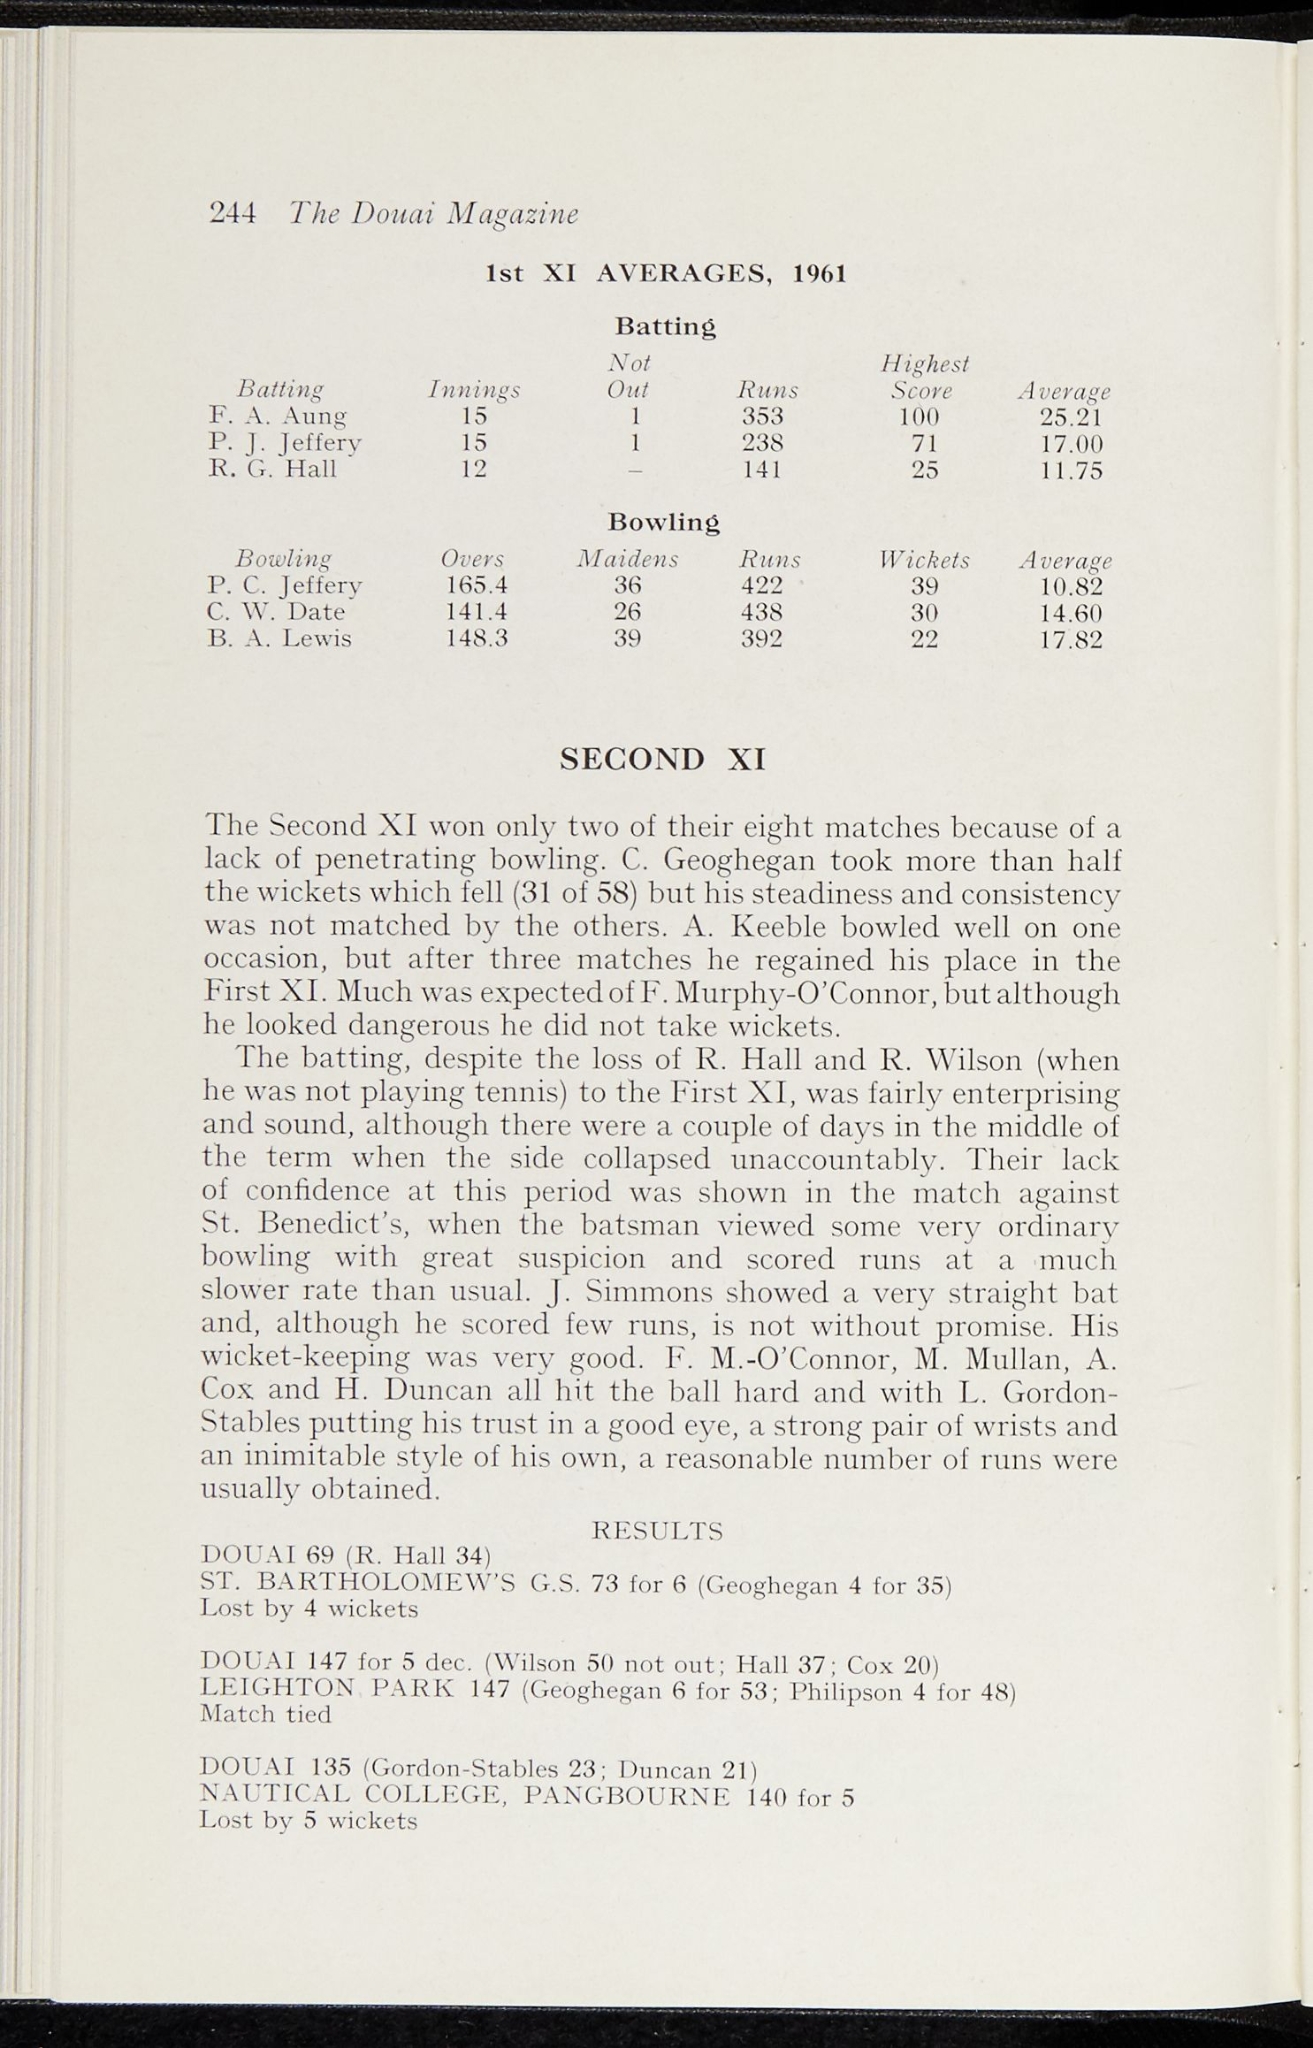 244 The Douai Magazine
1st XI AVERAGES, 1961
Batting
Batting Innings Not Out Runs Highest Score Average
F. A. Aung 15 1 353 100 25.21
P. J. Jeffery 15 1 238 71 17.00
R. G. Hall 12 – 141 25 11.75
Bowling
Bowling Overs Maidens Runs Wickets Average
P. C. Jeffery 165.4 36 422 39 10.82
C. W. Date 141.4 26 438 30 14.60
B. A. Lewis 148.3 39 392 22 17.82
SECOND XI
The Second XI won only two of their eight matches because of a
lack of penetrating bowling. C. Geoghegan took more than half
the wickets which fell (31 of 58) but his steadiness and consistency
was not matched by the others. A. Keeble bowled well on one
occasion, but after three matches he regained his place in the
First XI. Much was expected of F. Murphy-O'Connor, but although
he looked dangerous he did not take wickets.
The batting, despite the loss of R. Hall and R. Wilson (when
he was not playing tennis) to the First XI, was fairly enterprising
and sound, although there were a couple of days in the middle of
the term when the side collapsed unaccountably. Their lack
of confidence at this period was shown in the match against
St. Benedict's, when the batsman viewed some very ordinary
bowling with great suspicion and scored runs at a much
slower rate than usual. J. Simmons showed a very straight bat
and, although he scored few runs, is not without promise. His
wicket-keeping was very good. F. M.-O'Connor, M. Mullan, A.
Cox and H. Duncan all hit the ball hard and with L. Gordon-
Stables putting his trust in a good eye, a strong pair of wrists and
an inimitable style of his own, a reasonable number of runs were
usually obtained.
RESULTS
DOUAI 69 (R. Hall 34)
ST. BARTHOLOMEW'S G.S. 73 for 6 (Geoghegan 4 for 35)
Lost by 4 wickets
DOUAI 147 for 5 dec. (Wilson 50 not out; Hall 37; Cox 20)
LEIGHTON PARK 147 (Geoghegan 6 for 53; Philipson 4 for 48)
Match tied
DOUAI 135 (Gordon-Stables 23; Duncan 21)
NAUTICAL COLLEGE, PANGBOURNE 140 for 5
Lost by 5 wickets